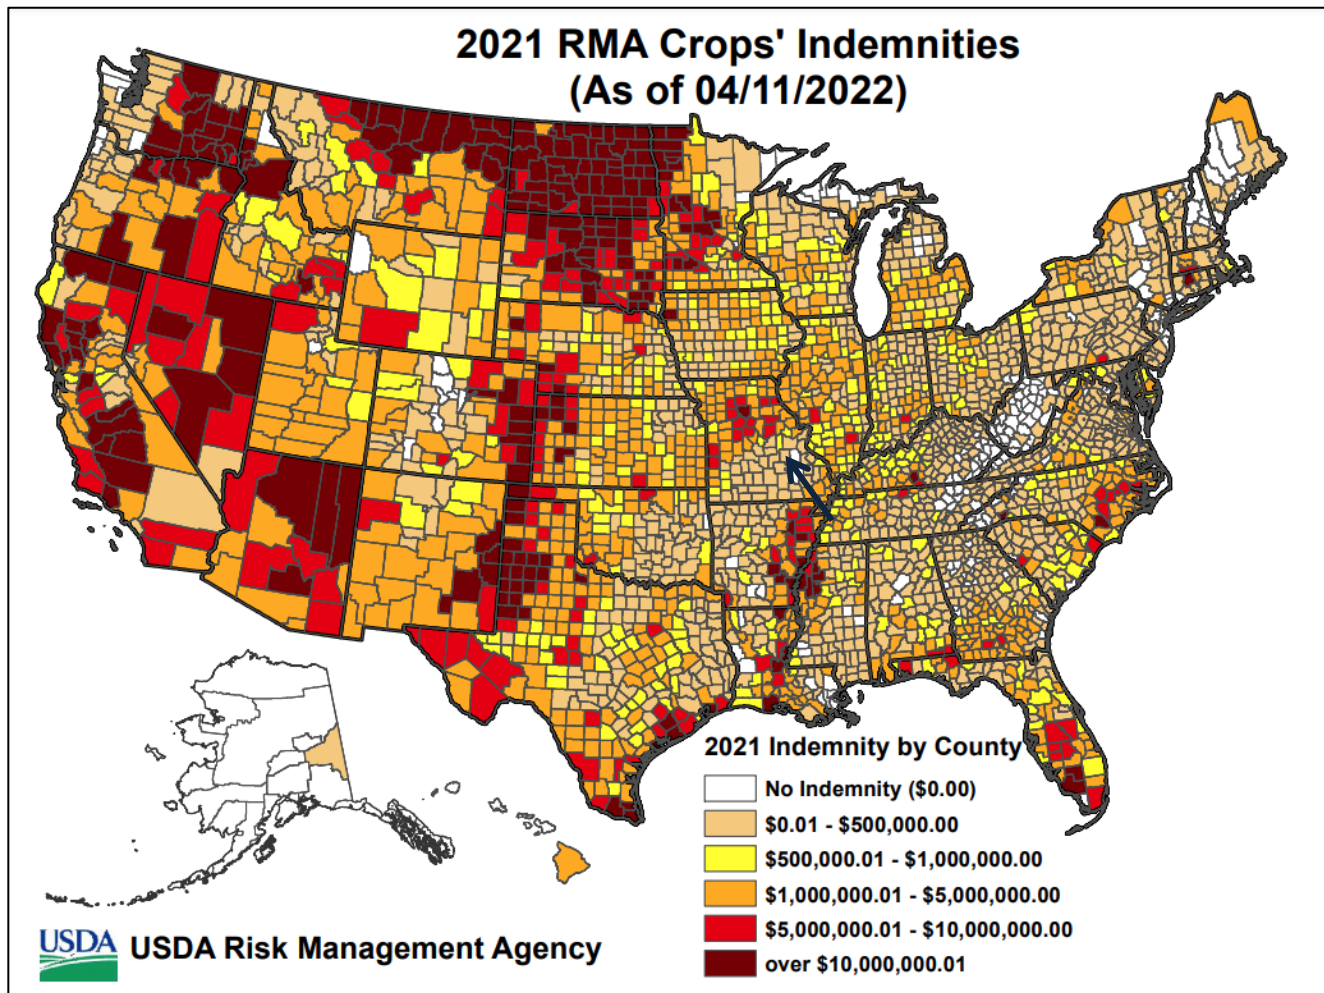 2021 RMA Crops' Indemnities
(As of 04/11/2022)
2021 Indemnity by County
No Indemnity ($0.00)
$0.01 - $500,000.00
$500,000.01 - $1,000,000.00
$1,000,000.01 - $5,000,000.00
$5,000,000.01 - $10,000,000.00
over $10,000,000.01
USDA
USDA Risk Management Agency